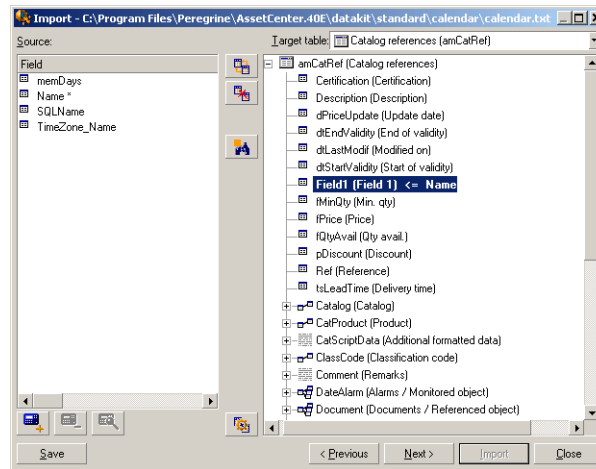 Import - C:\Program Files\Peregrine\AssetCenter.40E\datakit\standard\calendar\calendar.txt
Source:
Target table: Catalog references (amCatRef)
Field
memDays
Name *
SQLName
TimeZone_Name
amCatRef (Catalog references)
Certification (Certification)
Description (Description)
dPriceUpdate (Update date)
dtEndValidity (End of validity)
dtLastModif (Modified on)
dtStartValidity (Start of validity)
Field1 (Field 1) <= Name
fMinQty (Min. qty)
fPrice (Price)
fQtyAvail (Qty avail.)
pDiscount (Discount)
Ref (Reference)
tsLeadTime (Delivery time)
Catalog (Catalog)
CatProduct (Product)
CatScriptData (Additional formatted data)
ClassCode (Classification code)
Comment (Remarks)
DateAlarm (Alarms / Monitored object)
Document (Documents / Referenced object)
Save
< Previous
Next >
Import
Close